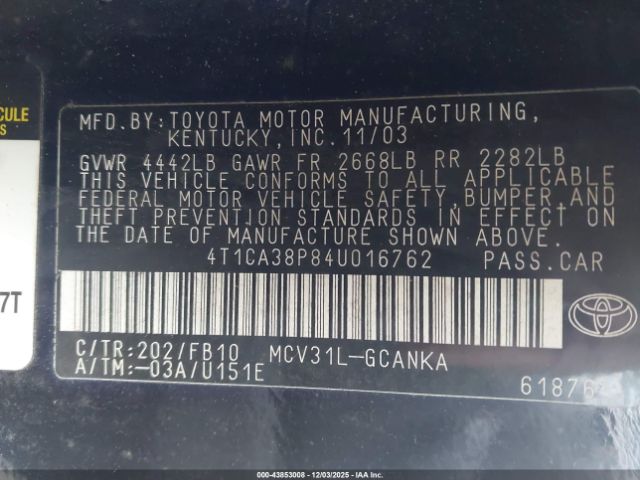 CULE
S
7T
MFD.BY:TOYOTA MOTOR MANUFACTURING,
KENTUCKY,INC.11/03
GVWR 4442LB GAWR FR 2668LB RR 2282LB
THIS VEHICLE CONFORMS TO ALL APPLICABLE
FEDERAL MOTOR VEHICLE SAFETY,BUMPER,AND
THEFT PREVENTION STANDARDS IN EFFECT ON
THE DATE OF MANUFACTURE SHOWN ABOVE.
4T1CA38P84U016762 PASS.CAR
C/TR:202/FB10 MCV31L-GCANKA
A/TM:-03A/U151E
61876
TOYOTA
000-43853008 - 12/03/2025 - IAA Inc.